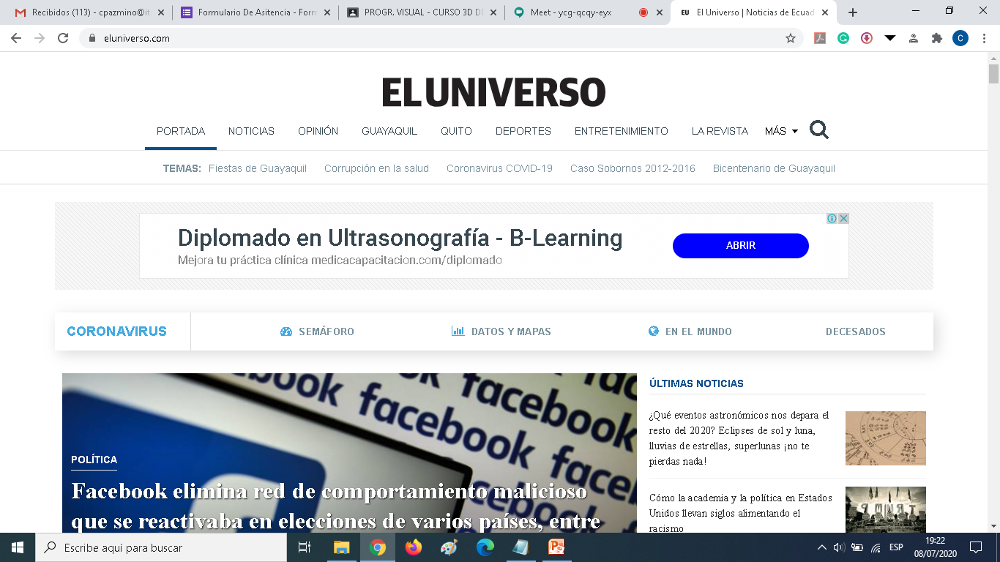 Recibidos (113) - cpazmino@it
Formulario De Asitencia - Form
PROGR. VISUAL - CURSO 3D DE
Meet - ycg-qcqy-eyx
EU El Universo | Noticias de Ecuad
eluniverso.com
C
EL UNIVERSO
PORTADA NOTICIAS OPINIÓN GUAYAQUIL QUITO DEPORTES ENTRETENIMIENTO LA REVISTA MÁS
TEMAS: Fiestas de Guayaquil Corrupción en la salud Coronavirus COVID-19 Caso Sobornos 2012-2016 Bicentenario de Guayaquil
Diplomado en Ultrasonografía - B-Learning
Mejora tu práctica clínica medicacapacitacion.com/diplomado
ABRIR
CORONAVIRUS SEMÁFORO DATOS Y MAPAS EN EL MUNDO DECESADOS
facebook facebook
facebook faceb
facebook
POLÍTICA
Facebook elimina red de comportamiento malicioso
que se reactivaba en elecciones de varios países, entre
ÚLTIMAS NOTICIAS
¿Qué eventos astronómicos nos depara el
resto del 2020? Eclipses de sol y luna,
lluvias de estrellas, superlunas ¡no te
pierdas nada!
Cómo la academia y la política en Estados
Unidos llevan siglos alimentando el
racismo
TRUMP
Escribe aquí para buscar
ESP
19:22
08/07/2020